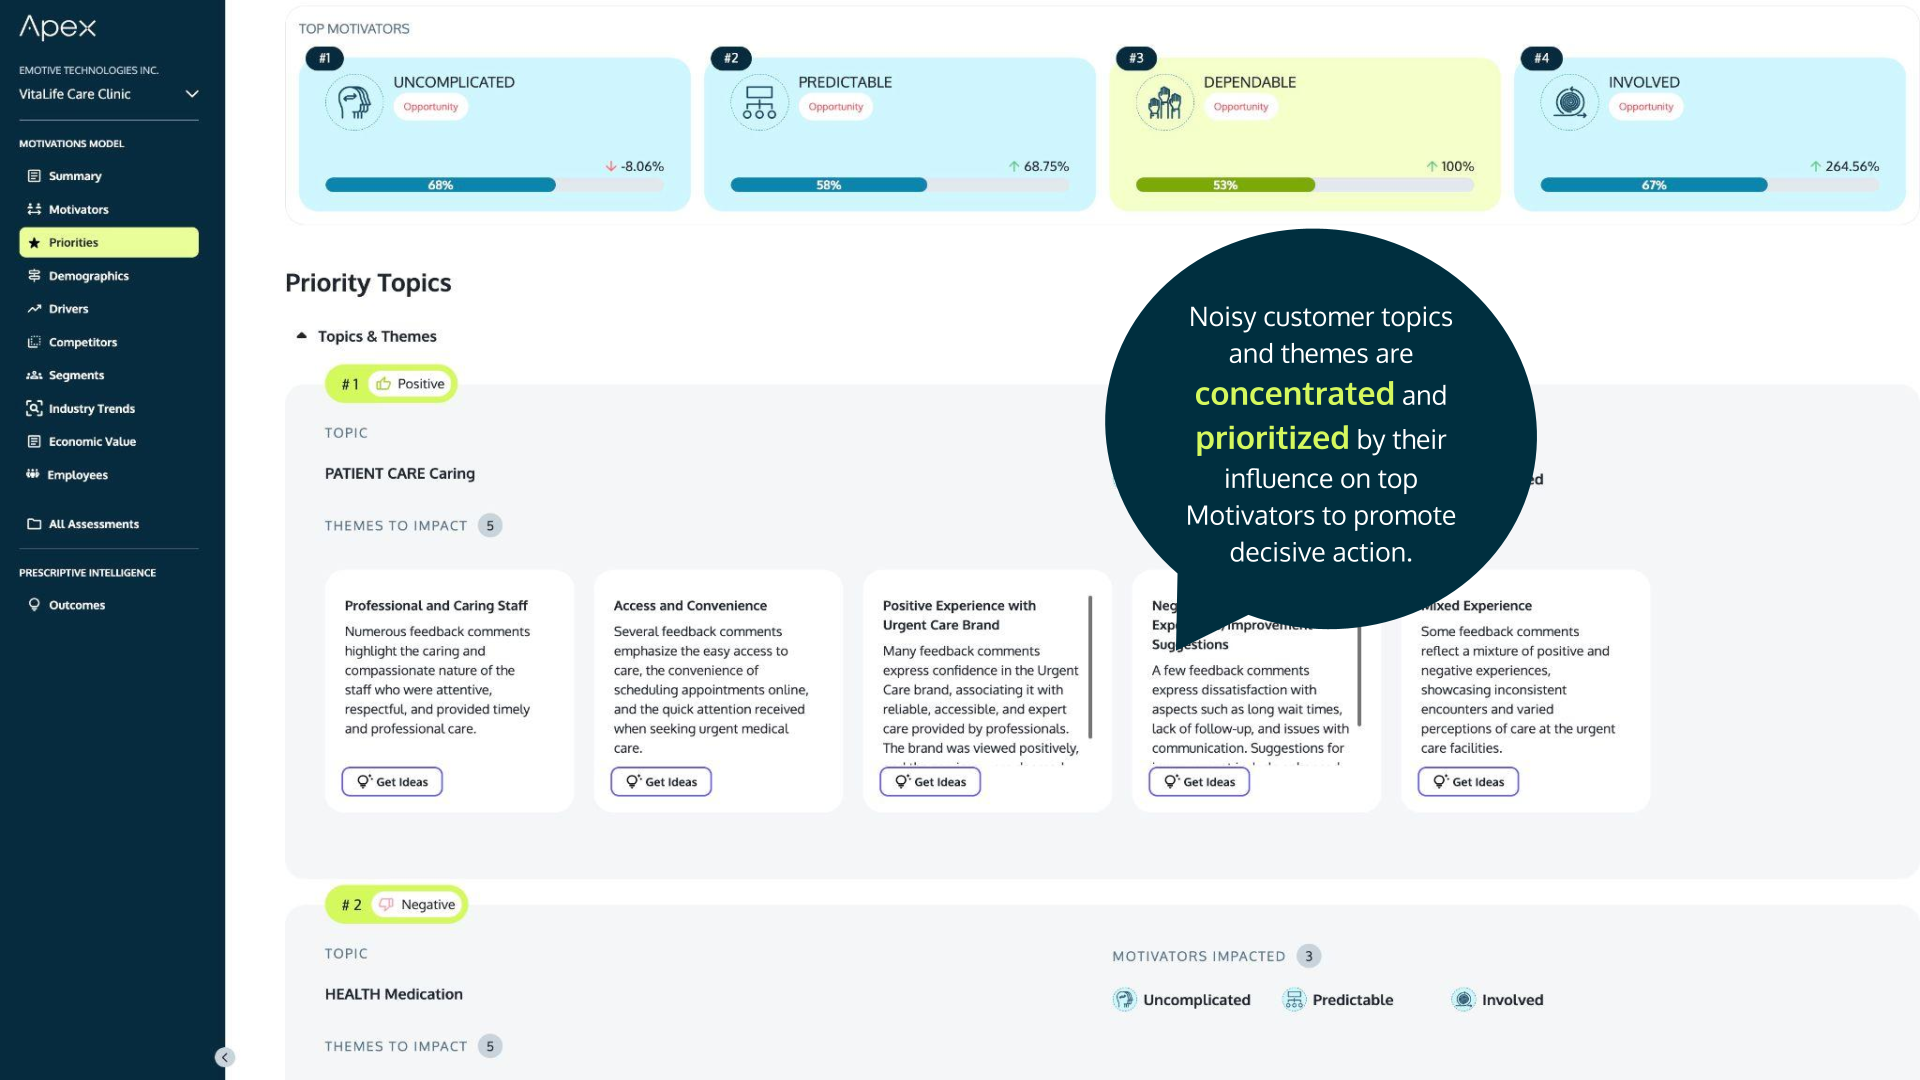 Apex
EMOTIVE TECHNOLOGIES INC.
VitaLife Care Clinic
MOTIVATIONS MODEL
Summary
Motivators
Priorities
Demographics
Drivers
Competitors
Segments
Industry Trends
Economic Value
Employees
All Assessments
PRESCRIPTIVE INTELLIGENCE
Outcomes
TOP MOTIVATORS
#1
UNCOMPLICATED
Opportunity
-8.06%
68%
#2
PREDICTABLE
Opportunity
68.75%
58%
#3
DEPENDABLE
Opportunity
100%
53%
#4
INVOLVED
Opportunity
264.56%
67%
Priority Topics
Topics & Themes
Noisy customer topics
and themes are
concentrated and
prioritized by their
influence on top
Motivators to promote
decisive action.
# 1 Positive
TOPIC
PATIENT CARE Caring
THEMES TO IMPACT 5
Professional and Caring Staff
Numerous feedback comments
highlight the caring and
compassionate nature of the
staff who were attentive,
respectful, and provided timely
and professional care.
Get Ideas
Access and Convenience
Several feedback comments
emphasize the easy access to
care, the convenience of
scheduling appointments online,
and the quick attention received
when seeking urgent medical
care.
Get Ideas
Positive Experience with
Urgent Care Brand
Many feedback comments
express confidence in the Urgent
Care brand, associating it with
reliable, accessible, and expert
care provided by professionals.
The brand was viewed positively,
Get Ideas
Suggestions
A few feedback comments
express dissatisfaction with
aspects such as long wait times,
lack of follow-up, and issues with
communication. Suggestions for
Get Ideas
Mixed Experience
Some feedback comments
reflect a mixture of positive and
negative experiences,
showcasing inconsistent
encounters and varied
perceptions of care at the urgent
care facilities.
Get Ideas
# 2 Negative
TOPIC
HEALTH Medication
THEMES TO IMPACT 5
MOTIVATORS IMPACTED 3
Uncomplicated
Predictable
Involved